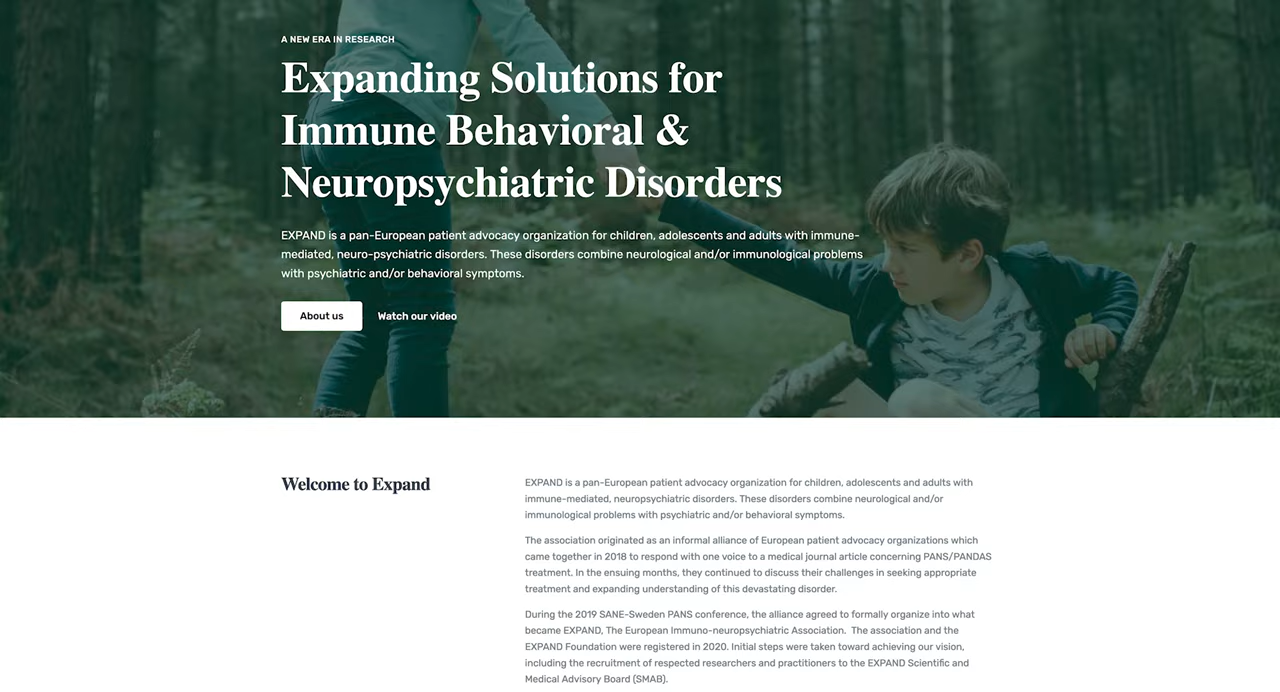 A NEW ERA IN RESEARCH
Expanding Solutions for
Immune Behavioral &
Neuropsychiatric Disorders
EXPAND is a pan-European patient advocacy organization for children, adolescents and adults with immune-
mediated, neuro-psychiatric disorders. These disorders combine neurological and/or immunological problems
with psychiatric and/or behavioral symptoms.
About us
Watch our video
Welcome to Expand
EXPAND is a pan-European patient advocacy organization for children, adolescents and adults with
immune-mediated, neuropsychiatric disorders. These disorders combine neurological and/or
immunological problems with psychiatric and/or behavioral symptoms.
The association originated as an informal alliance of European patient advocacy organizations which
came together in 2018 to respond with one voice to a medical journal article concerning PANS/PANDAS
treatment. In the ensuing months, they continued to discuss their challenges in seeking appropriate
treatment and expanding understanding of this devastating disorder.
During the 2019 SANE-Sweden PANS conference, the alliance agreed to formally organize into what
became EXPAND, The European Immuno-neuropsychiatric Association.  The association and the
EXPAND Foundation were registered in 2020. Initial steps were taken toward achieving our vision,
including the recruitment of respected researchers and practitioners to the EXPAND Scientific and
Medical Advisory Board (SMAB).